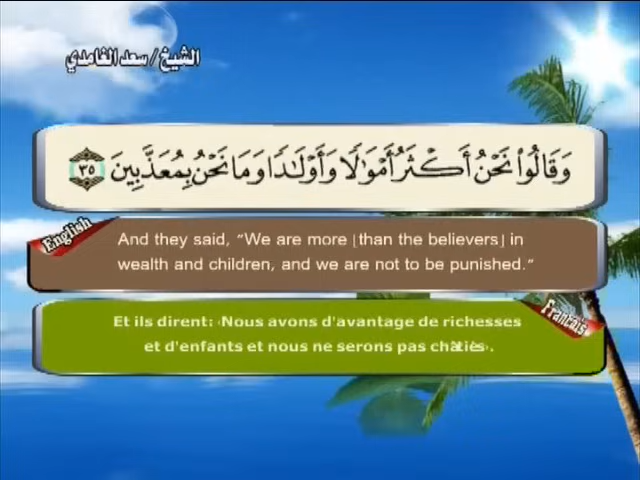 الشيخ / سعد الغامدي
وَقَالُوا۟ نَحْنُ أَكْثَرُ أَمْوَٰلًا وَأَوْلَـٰدًا وَمَا نَحْنُ بِمُعَذَّبِينَ ٣٥
English
And they said, “We are more [than the believers] in
wealth and children, and we are not to be punished.”
Francais
Et ils dirent: ‹Nous avons d'avantage de richesses
et d'enfants et nous ne serons pas châtiés›.